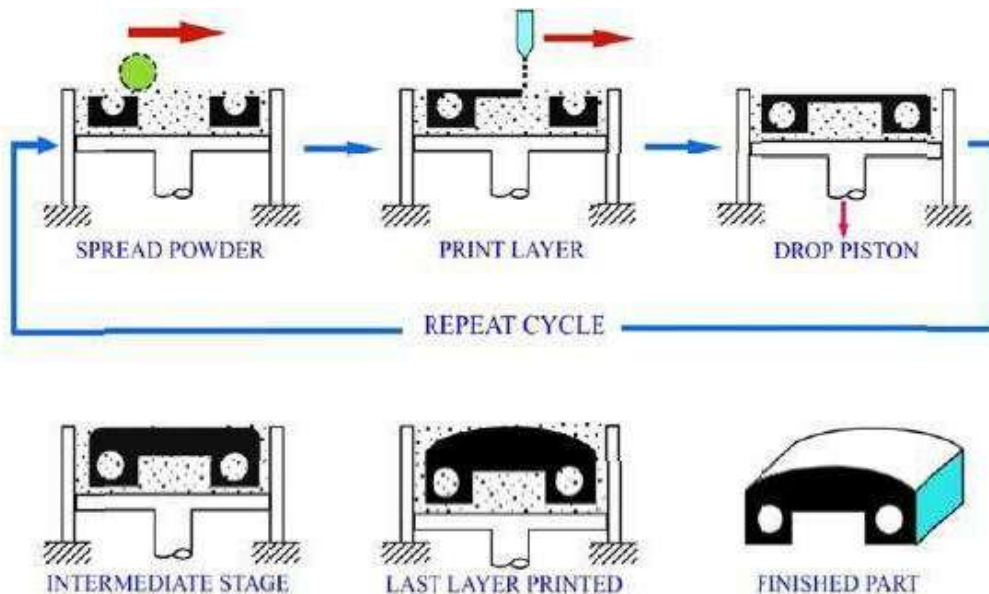 SPREAD POWDER
PRINT LAYER
DROP PISTON
REPEAT CYCLE
INTERMEDIATE STAGE
LAST LAYER PRINTED
FINISHED PART